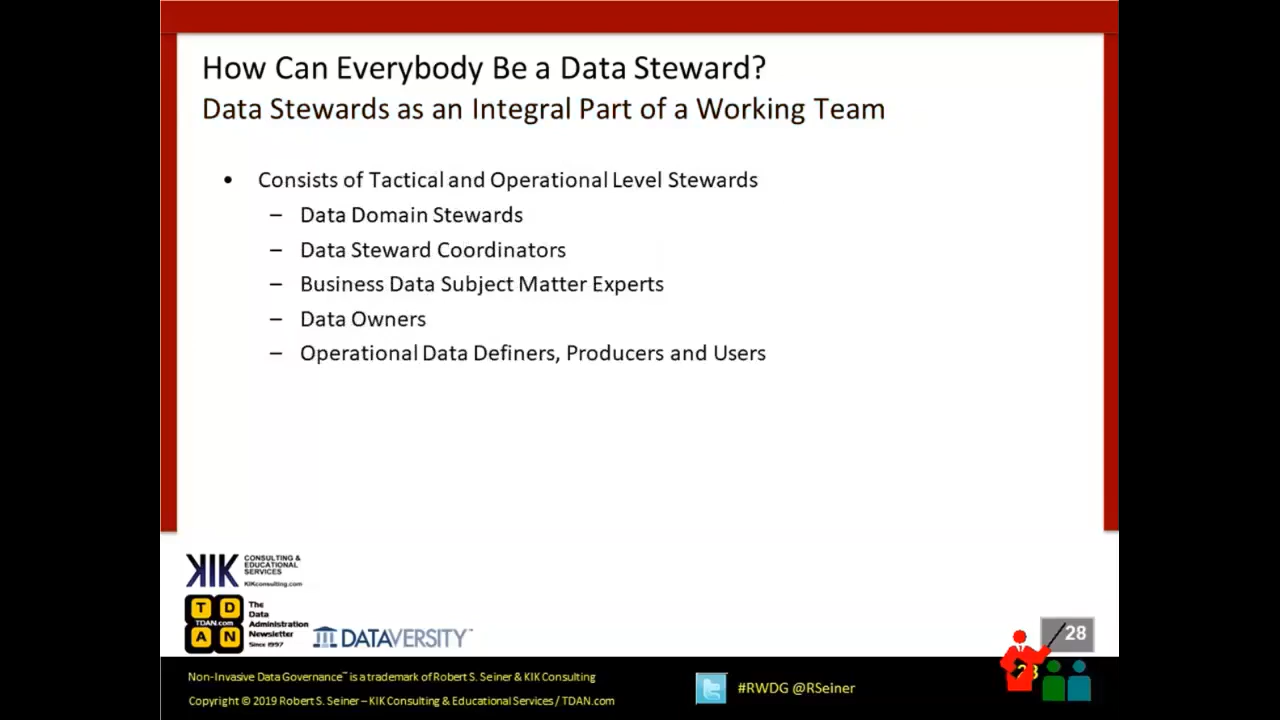 How Can Everybody Be a Data Steward?
Data Stewards as an Integral Part of a Working Team
• Consists of Tactical and Operational Level Stewards
– Data Domain Stewards
– Data Steward Coordinators
– Business Data Subject Matter Experts
– Data Owners
– Operational Data Definers, Producers and Users
KIK CONSULTING &
EDUCATIONAL
SERVICES
KIKconsulting.com
T D
TDAN.com
A N
The
Data
Administration
Newsletter
Since 1997
DATAVERSITY™
28
Non-Invasive Data Governance™ is a trademark of Robert S. Seiner & KIK Consulting
Copyright © 2019 Robert S. Seiner – KIK Consulting & Educational Services / TDAN.com
#RWDG @RSeiner